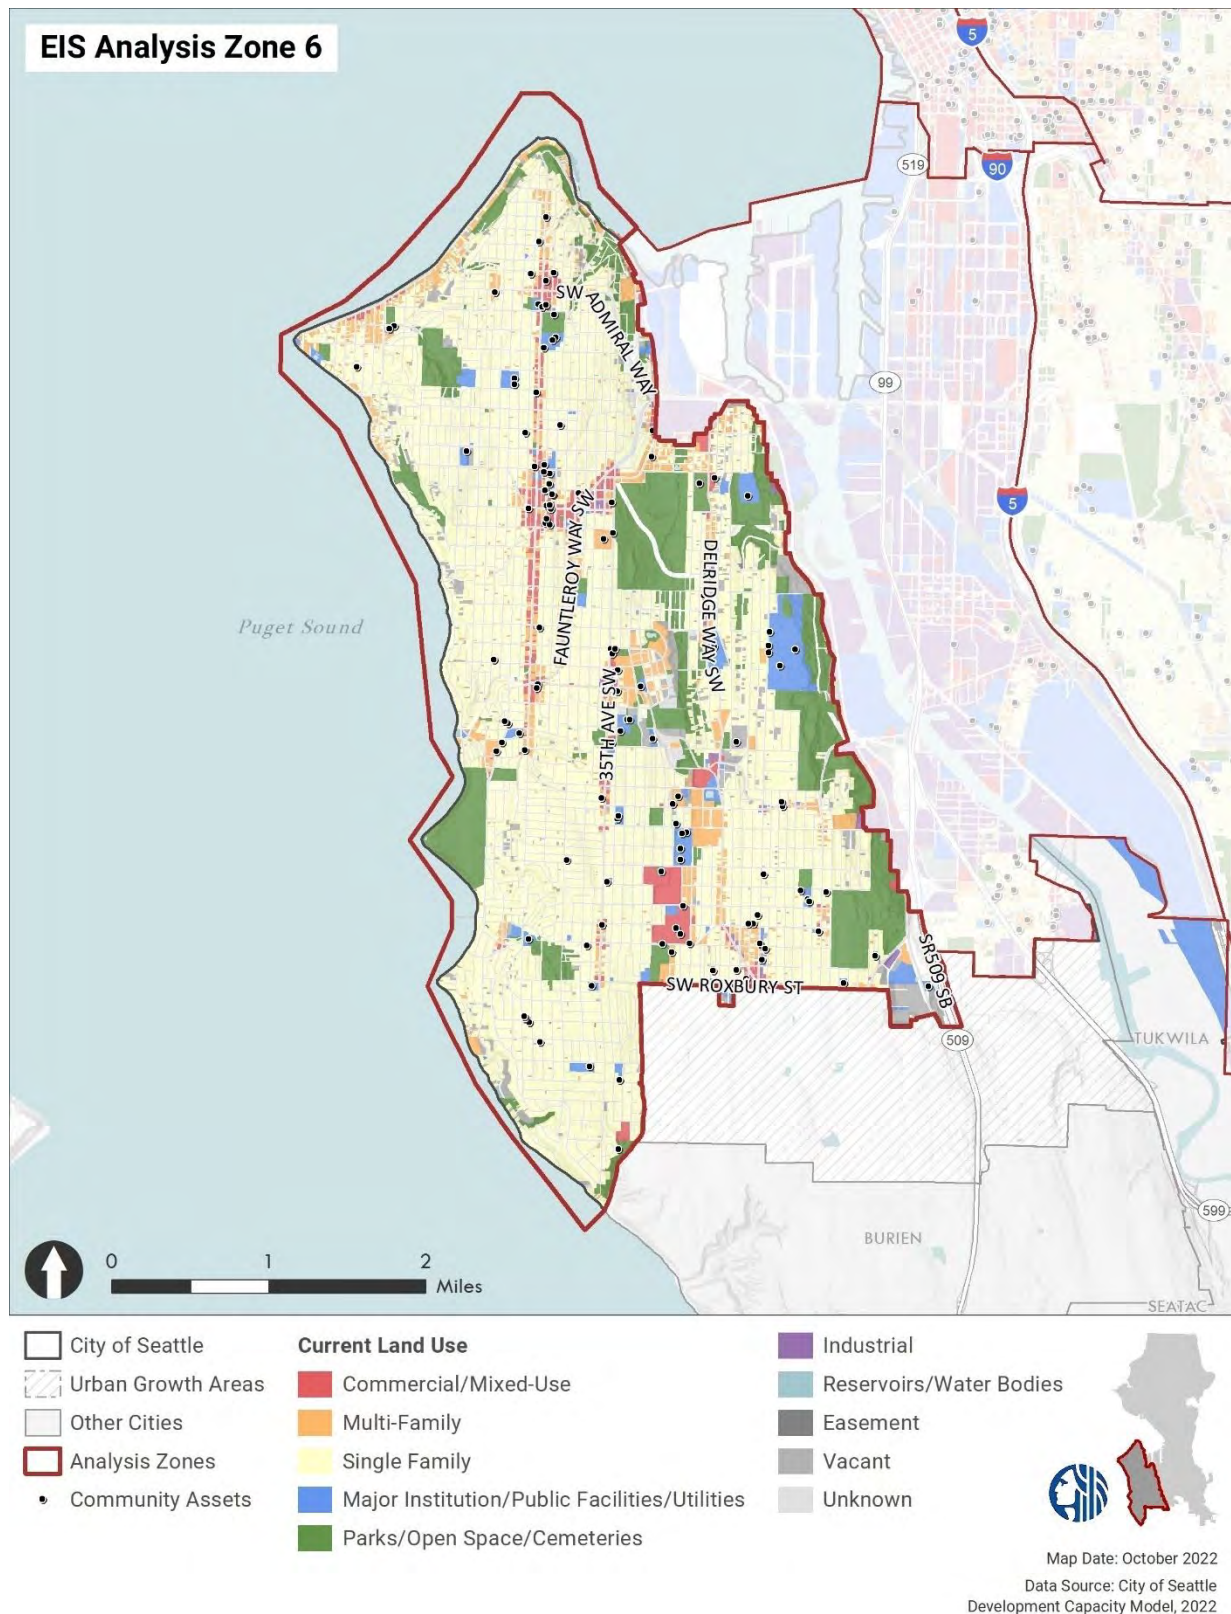 EIS Analysis Zone 6
5
519
90
SW ADMIRAL WAY
99
5
FAUNTLEROY WAY SW
DELRIDGE WAY SW
Puget Sound
35TH AVE SW
SW ROXBURY ST
SR509 SB
509
TUKWILA
599
BURIEN
SEATAC
0 1 2
Miles
City of Seattle
Urban Growth Areas
Other Cities
Analysis Zones
Community Assets
Current Land Use
Commercial/Mixed-Use
Multi-Family
Single Family
Major Institution/Public Facilities/Utilities
Parks/Open Space/Cemeteries
Industrial
Reservoirs/Water Bodies
Easement
Vacant
Unknown
Map Date: October 2022
Data Source: City of Seattle
Development Capacity Model, 2022